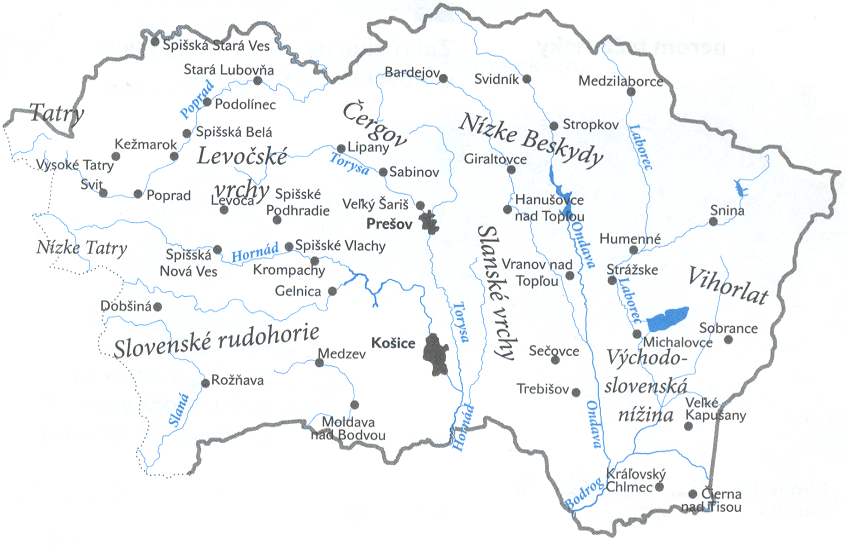 Spišská Stará Ves
Stará Lubovňa
Poprad
Podolínec
Tatry
Spišská Belá
Kežmarok
Vysoké Tatry
Levočské
vrchy
Svit
Poprad
Levoča
Spišské
Podhradie
Bardejov
Svidník
Medzilaborce
Čergov
Nízke Beskydy
Stropkov
Laborec
Lipany
Torysa
Sabinov
Giraltovce
Veľký Šariš
Prešov
Hanušovce
nad Topľou
Ondava
Snina
Humenné
Nízke Tatry
Spišská
Nová Ves
Hornád
Spišské Vlachy
Krompachy
Gelnica
Slanské vrchy
Vranov nad
Topľou
Strážske
Laborec
Vihorlat
Dobšiná
Slovenské rudohorie
Torysa
Košice
Medzev
Michalovce
Sobrance
Sečovce
Východo-
slovenská
nížina
Trebišov
Rožňava
Slaná
Moldava
nad Bodvou
Hornád
Ondava
Veľké
Kapušany
Bodrog
Kráľovský
Chlmec
Čierna
nad Tisou